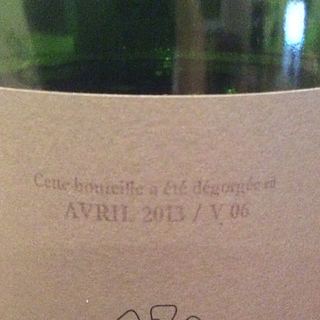 Cette bouteille a été dégorgée en
AVRIL 2013 / V 06